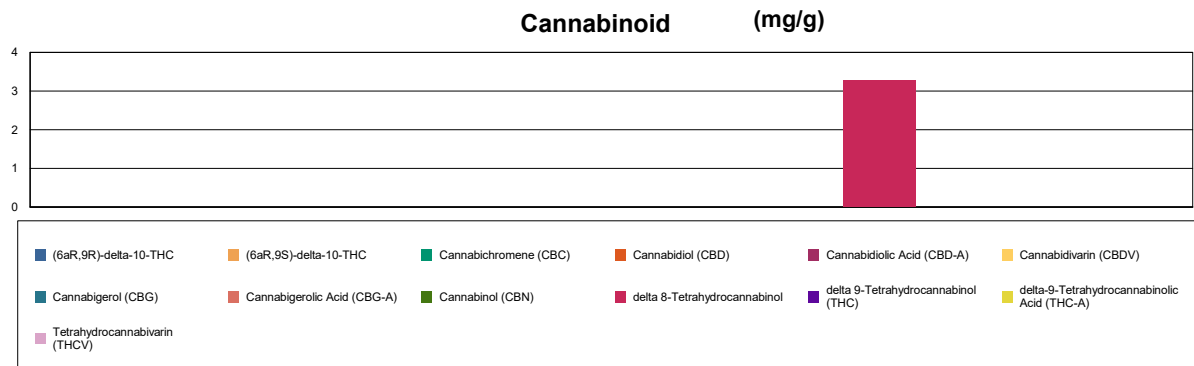 Cannabinoid (mg/g)
4
3
2
1
0
(6aR,9R)-delta-10-THC
(6aR,9S)-delta-10-THC
Cannabichromene (CBC)
Cannabidiol (CBD)
Cannabidiolic Acid (CBD-A)
Cannabidivarin (CBDV)
Cannabigerol (CBG)
Cannabigerolic Acid (CBG-A)
Cannabinol (CBN)
delta 8-Tetrahydrocannabinol
delta 9-Tetrahydrocannabinol
(THC)
delta-9-Tetrahydrocannabinolic
Acid (THC-A)
Tetrahydrocannabivarin
(THCV)